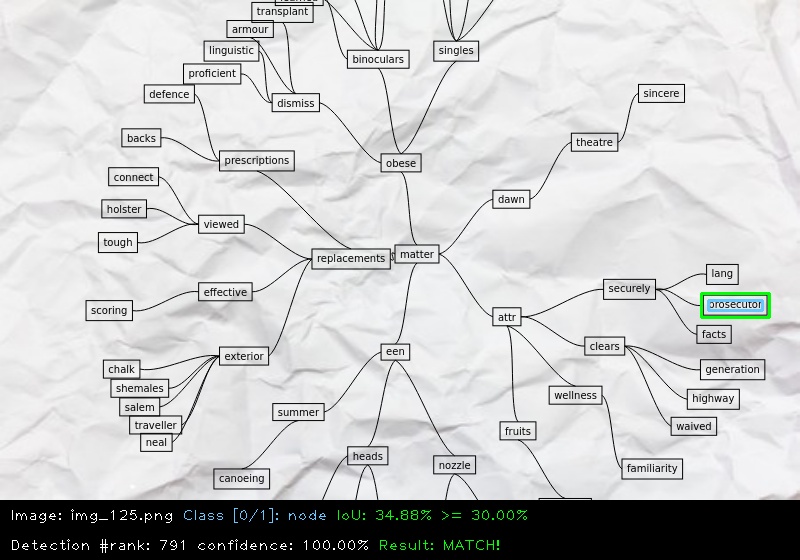 transplant
armour
linguistic
binoculars
singles
proficient
defence
dismiss
sincere
backs
prescriptions
obese
theatre
connect
dawn
holster
viewed
tough
replacements
matter
lang
securely
effective
prosecutor
scoring
attr
facts
exterior
een
clears
chalk
generation
shemales
wellness
highway
salem
summer
traveller
waived
neal
fruits
heads
nozzle
familiarity
canoeing
Image: img_125.png Class [0/1]: node IoU: 34.88% >= 30.00%
Detection #rank: 791 confidence: 100.00% Result: MATCH!